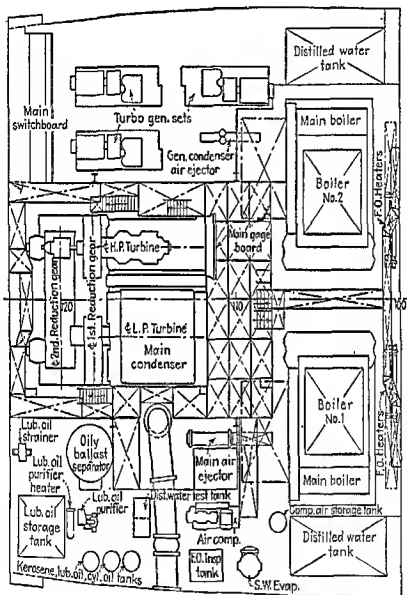 Distilled water
tank
Main
switchboard
Turbo gen. sets
Main boiler
Gen. condenser
air ejector
Boiler
No.2
F.O. Heaters
Main gage
board
℄ H.P. Turbine
℄ 2nd. Reduction gear
℄ 1st. Reduction gear
120
110
℄ L.P. Turbine
Main
condenser
Boiler
No.1
F.O. Heaters
Lub. oil
strainer
Oily
ballast
separator
Lub. oil
purifier
heater
Lub. oil
purifier
Main air
ejector
Main boiler
Dist. water test tank
Comp. air storage tank
Lub. oil
storage
tank
Air comp.
Distilled water
tank
F.O. Insp
tank
Kerosene, lub. oil, cyl. oil tanks
S.W. Evap.